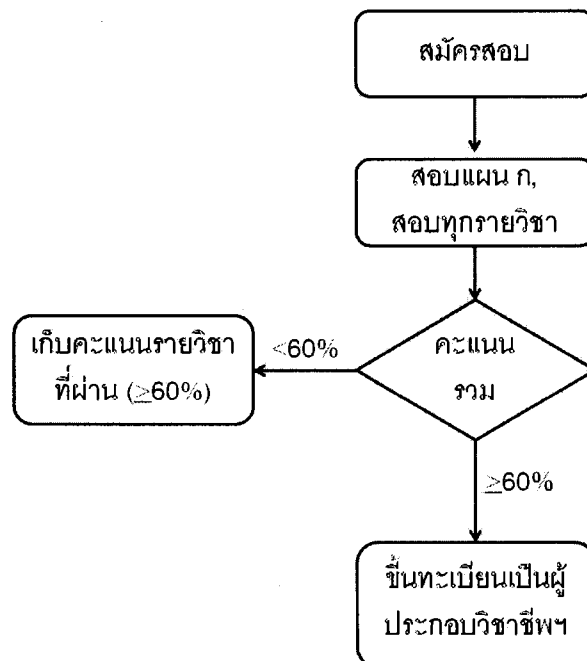 สมัครสอบ
สอบแผน ก,
สอบทุกรายวิชา
คะแนน
รวม
<60%
เก็บคะแนนรายวิชา
ที่ผ่าน (≥60%)
≥60%
ขึ้นทะเบียนเป็นผู้
ประกอบวิชาชีพฯ